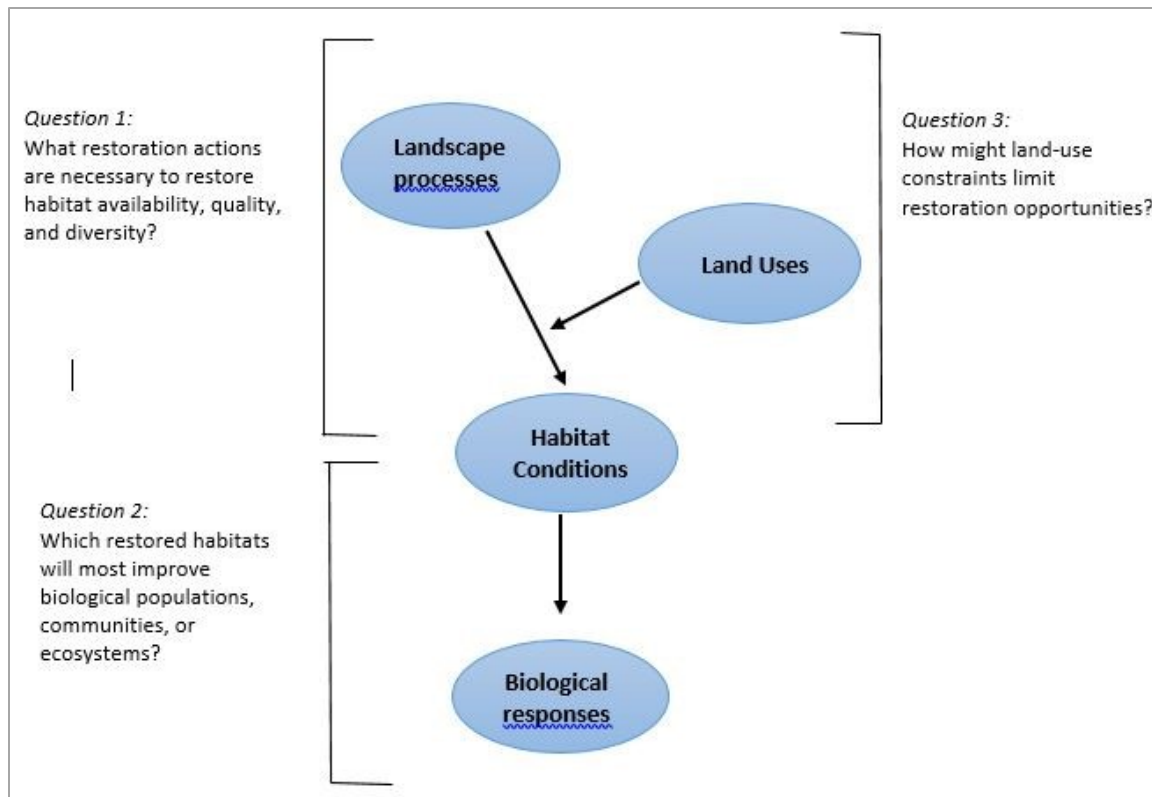 Question 1:
What restoration actions
are necessary to restore
habitat availability, quality,
and diversity?
Landscape
processes
Question 3:
How might land-use
constraints limit
restoration opportunities?
Land Uses
Habitat
Conditions
Question 2:
Which restored habitats
will most improve
biological populations,
communities, or
ecosystems?
Biological
responses